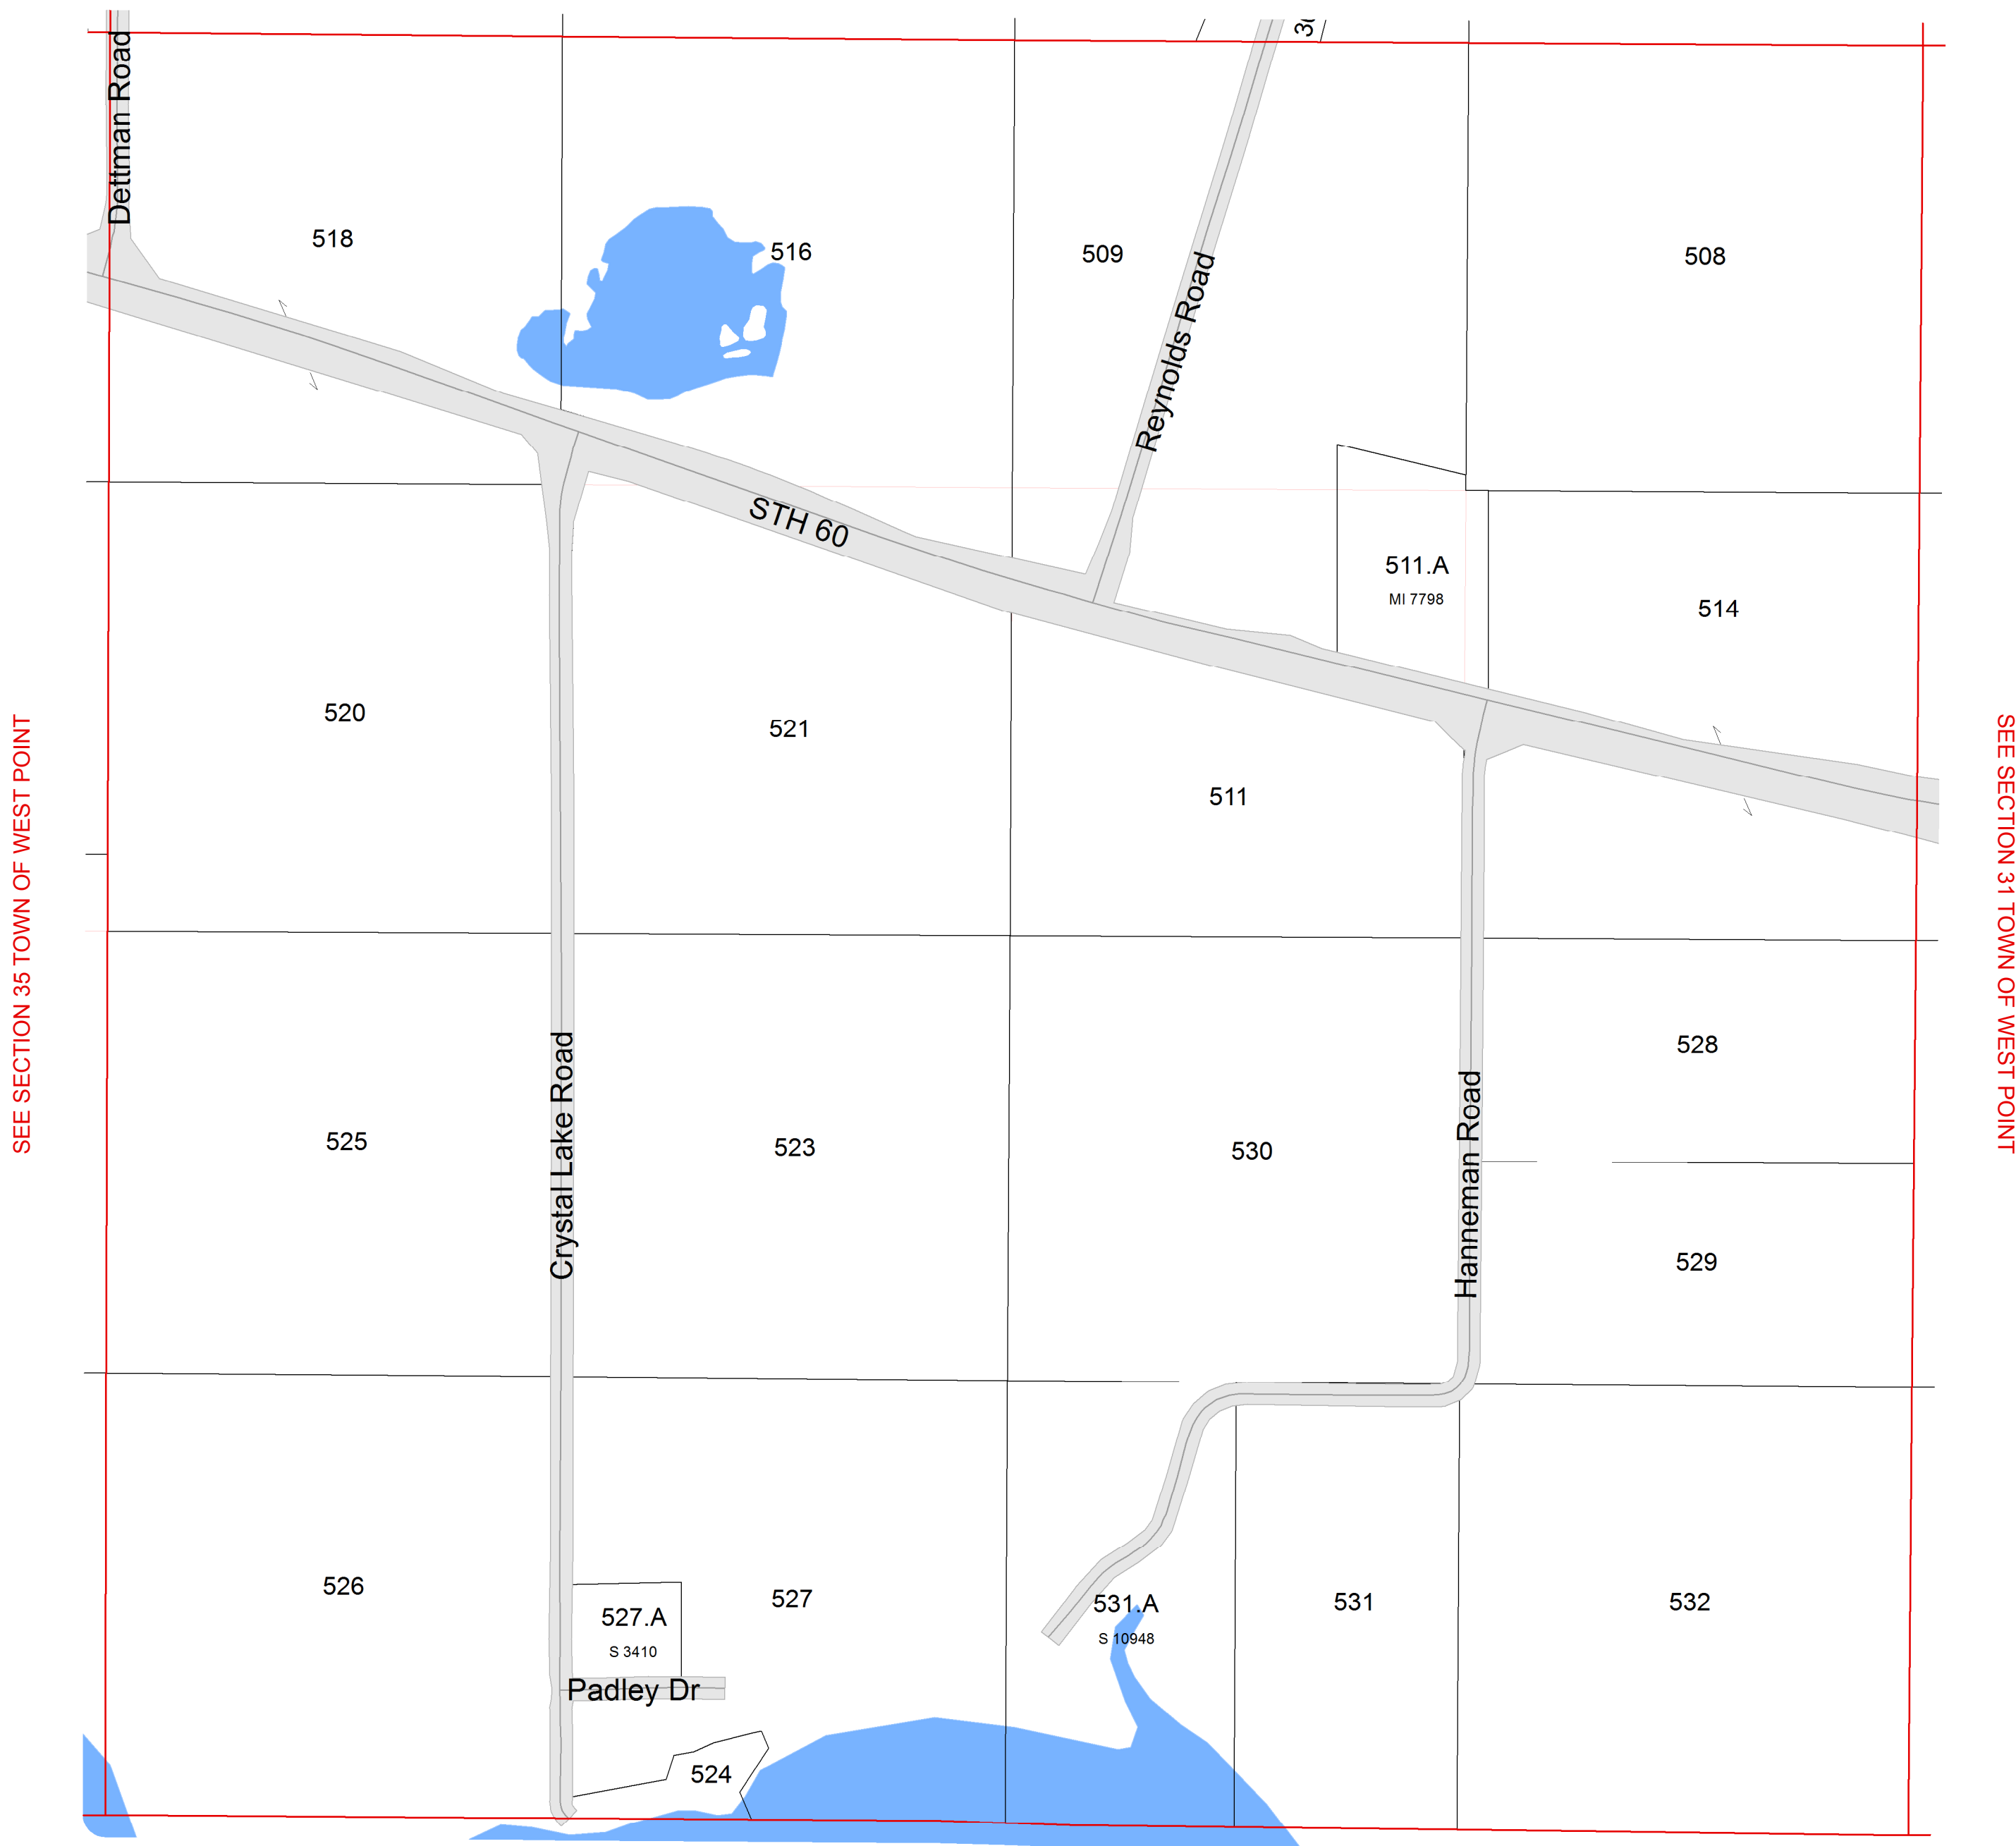 Dettman Road
518
516
509
Reynolds Road
508
STH 60
511.A
MI 7798
514
SEE SECTION 35 TOWN OF WEST POINT
520
521
511
SEE SECTION 31 TOWN OF WEST POINT
Crystal Lake Road
525
523
530
Hanneman Road
528
529
526
527.A
S 3410
527
531.A
S 10948
531
532
Padley Dr
524